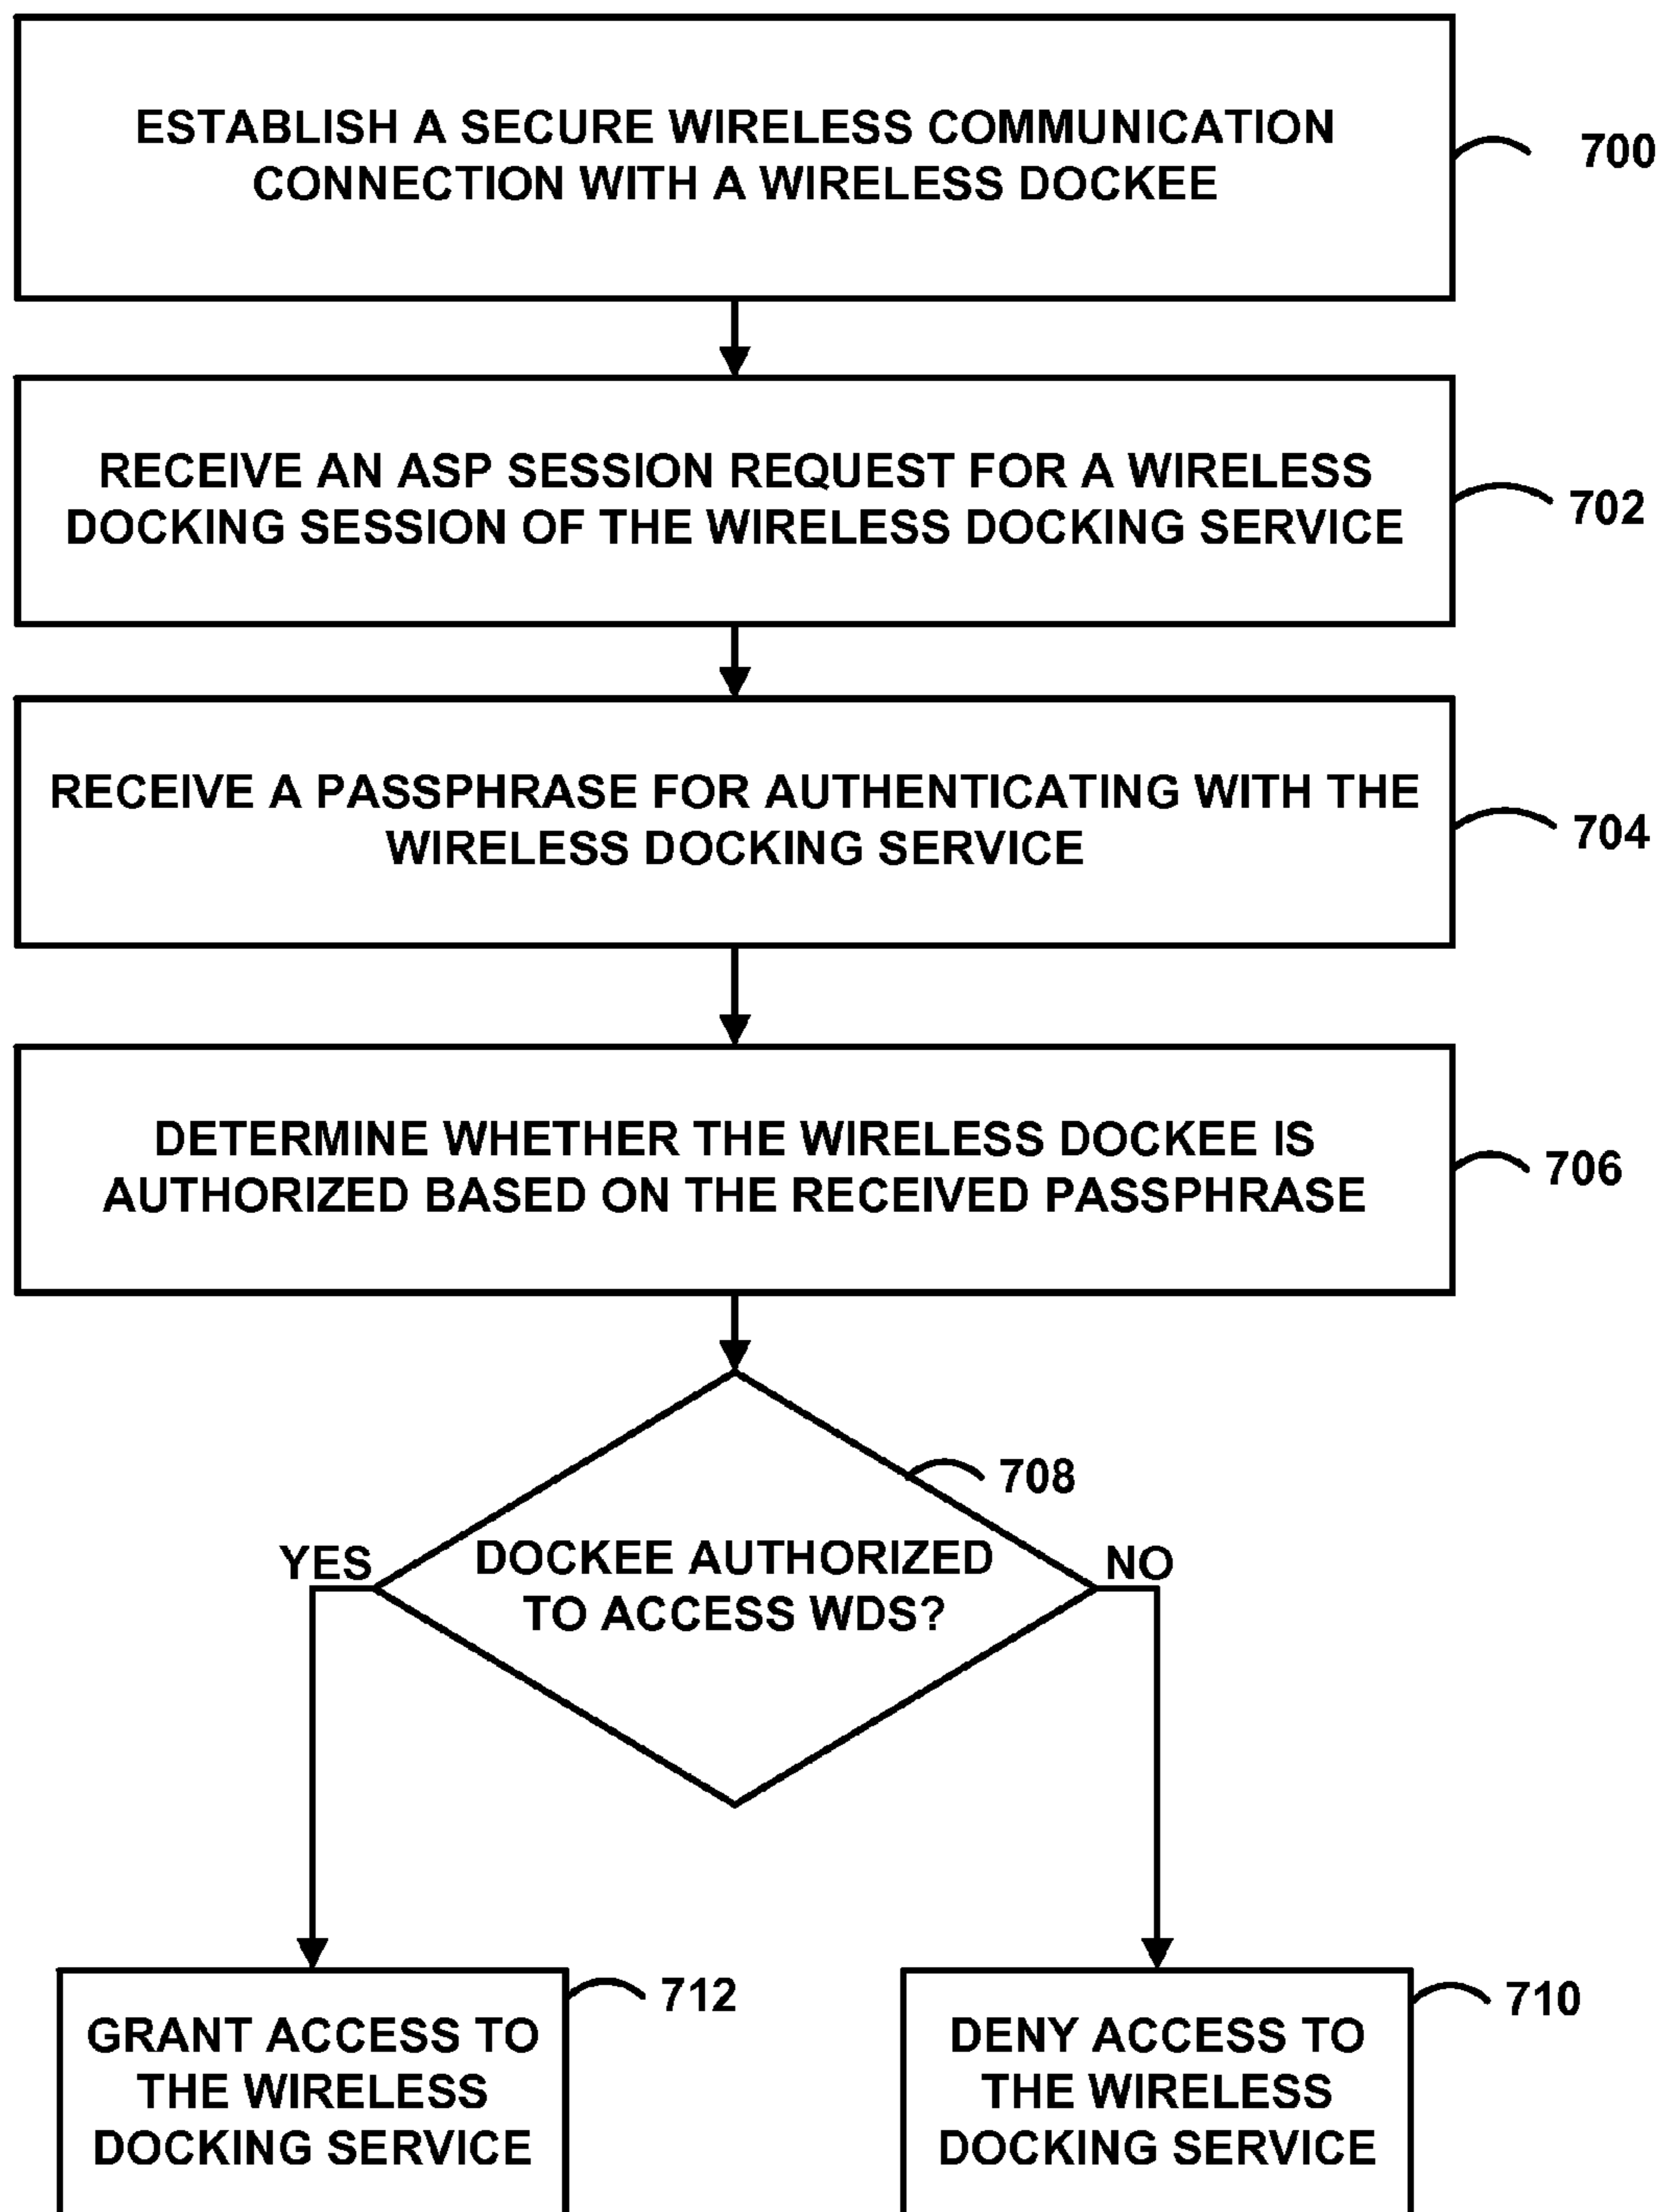 ESTABLISH A SECURE WIRELESS COMMUNICATION
CONNECTION WITH A WIRELESS DOCKEE
700
RECEIVE AN ASP SESSION REQUEST FOR A WIRELESS
DOCKING SESSION OF THE WIRELESS DOCKING SERVICE
702
RECEIVE A PASSPHRASE FOR AUTHENTICATING WITH THE
WIRELESS DOCKING SERVICE
704
DETERMINE WHETHER THE WIRELESS DOCKEE IS
AUTHORIZED BASED ON THE RECEIVED PASSPHRASE
706
708
YES
DOCKEE AUTHORIZED
TO ACCESS WDS?
NO
GRANT ACCESS TO
THE WIRELESS
DOCKING SERVICE
712
DENY ACCESS TO
THE WIRELESS
DOCKING SERVICE
710